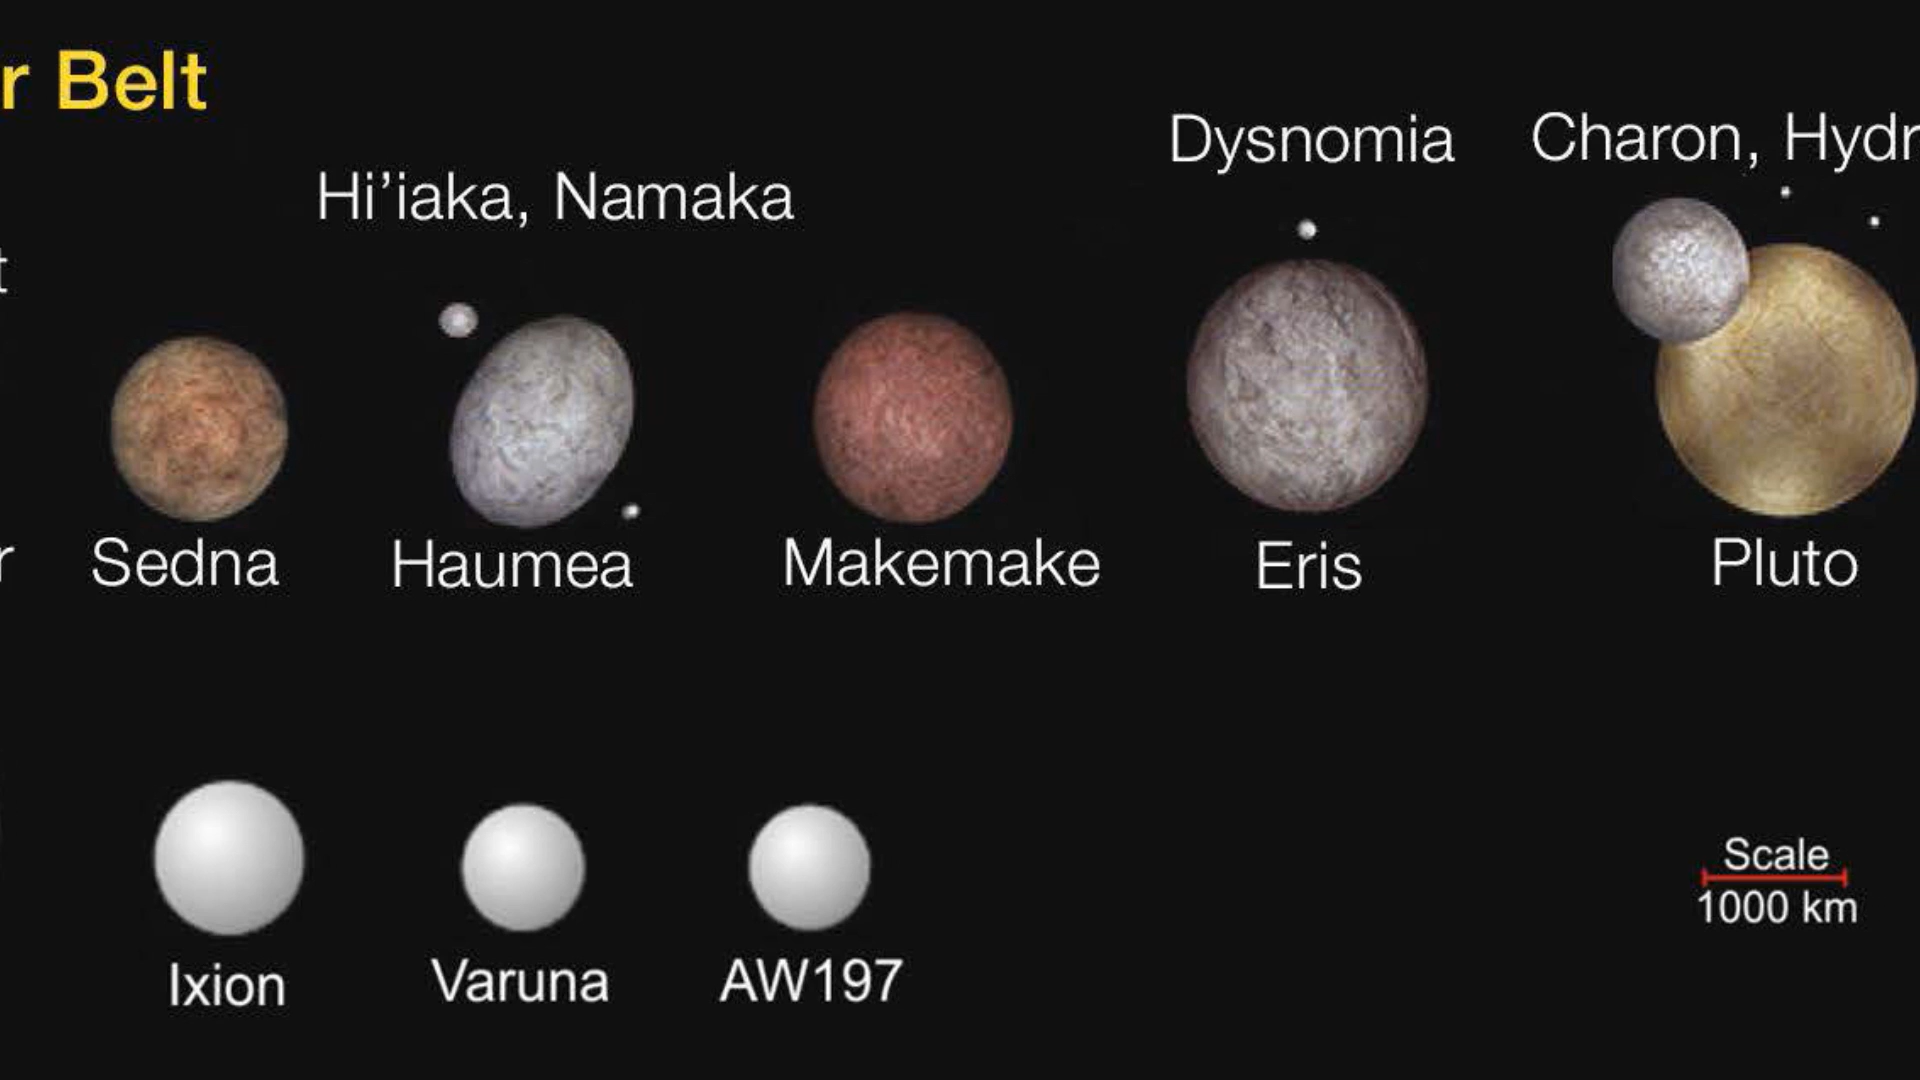 r Belt
Dysnomia
Charon, Hydr
Hi’iaka, Namaka
t
r
Sedna
Haumea
Makemake
Eris
Pluto
Scale
1000 km
Ixion
Varuna
AW197